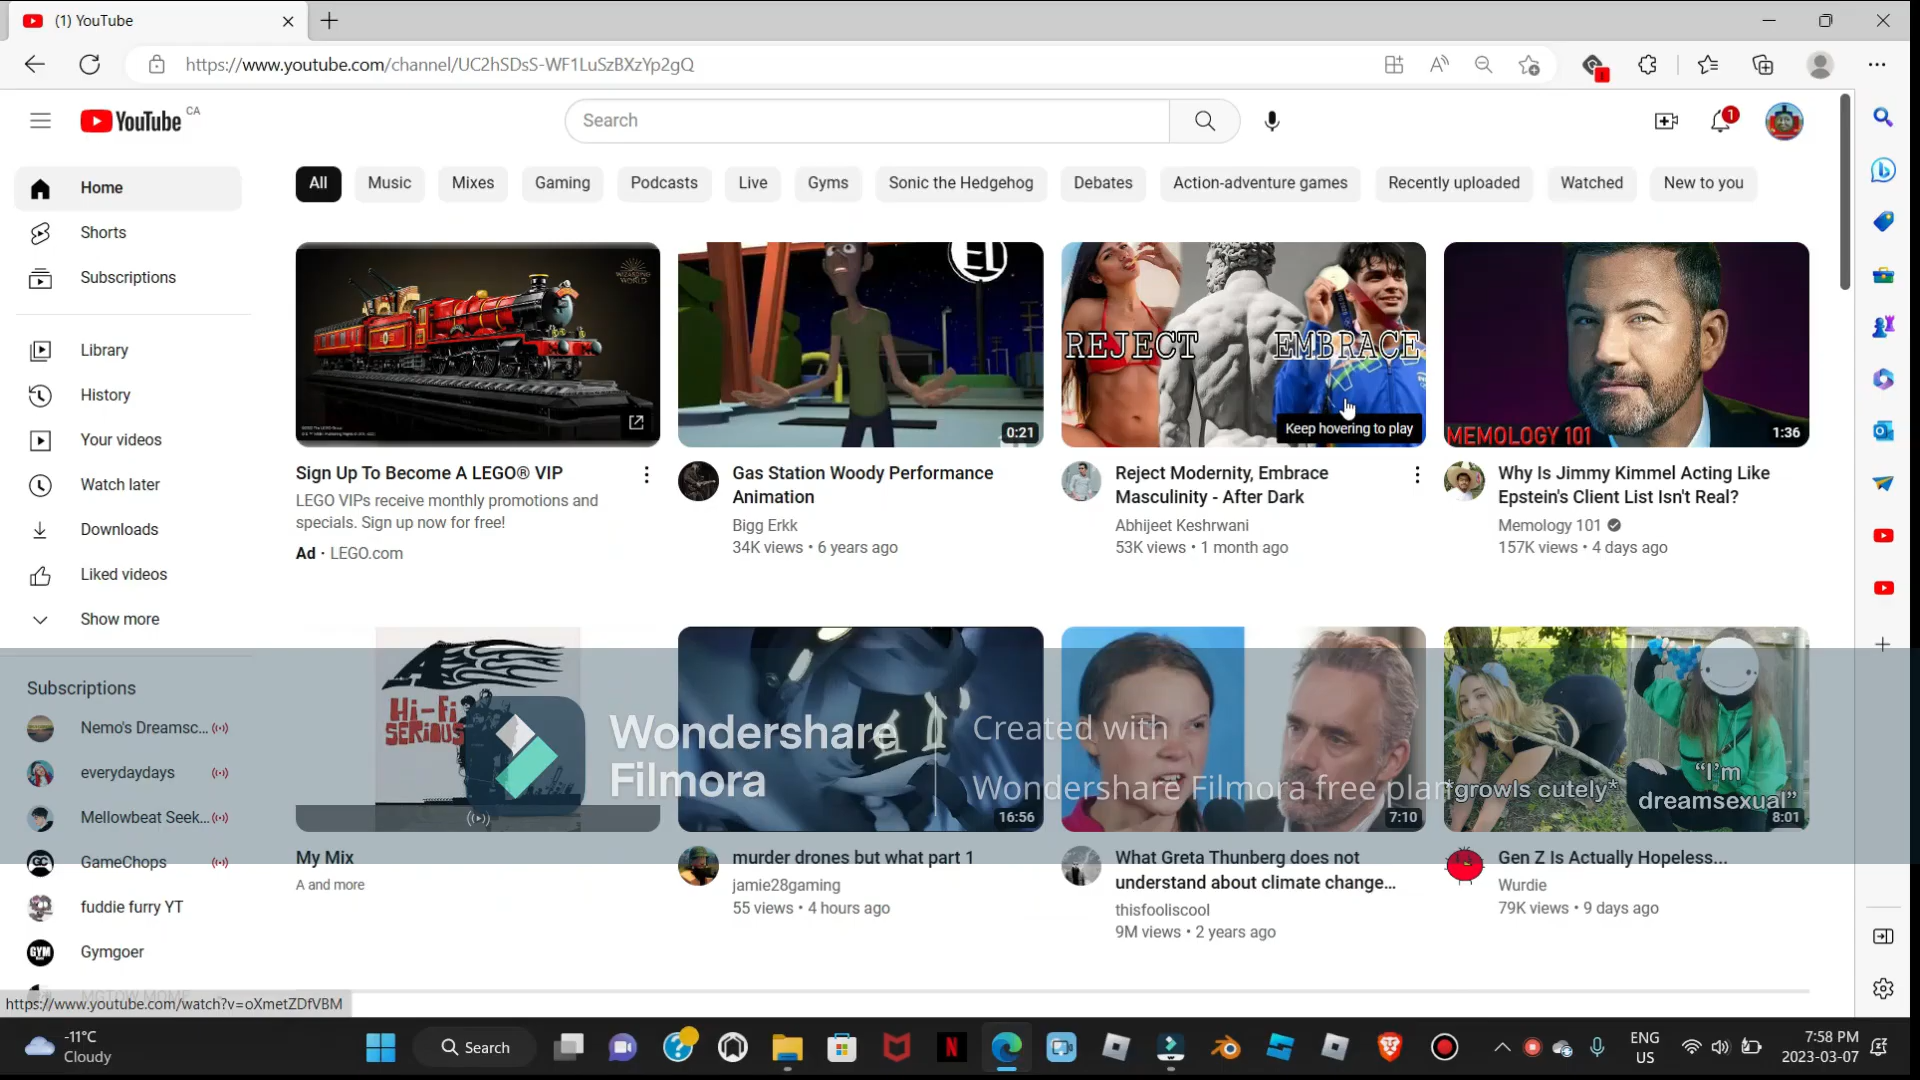 (1) YouTube
https://www.youtube.com/channel/UC2hSDsS-WF1LuSzBXzYp2gQ
YouTube CA
Search
1
Home
Shorts
Subscriptions
Library
History
Your videos
Watch later
Downloads
Liked videos
Show more
Subscriptions
Nemo's Dreamsc...
everydaydays
Mellowbeat Seek...
GameChops
fuddie furry YT
GYM
Gymgoer
https://www.youtube.com/watch?v=oXmetZDfVBM
All
Music
Mixes
Gaming
Podcasts
Live
Gyms
Sonic the Hedgehog
Debates
Action-adventure games
Recently uploaded
Watched
New to you
WIZARDING
WORLD
Sign Up To Become A LEGO® VIP
LEGO VIPs receive monthly promotions and
specials. Sign up now for free!
Ad · LEGO.com
0:21
Gas Station Woody Performance
Animation
Bigg Erkk
34K views • 6 years ago
REJECT
EMBRACE
Keep hovering to play
Reject Modernity, Embrace
Masculinity - After Dark
Abhijeet Keshrwani
53K views • 1 month ago
MEMOLOGY 101
1:36
Why Is Jimmy Kimmel Acting Like
Epstein's Client List Isn't Real?
Memology 101
157K views • 4 days ago
Hi-Fi
SERIOUS
My Mix
A and more
16:56
murder drones but what part 1
jamie28gaming
55 views • 4 hours ago
7:10
What Greta Thunberg does not
understand about climate change...
thisfooliscool
9M views • 2 years ago
*growls cutely*
"I'm
dreamsexual"
8:01
Gen Z Is Actually Hopeless...
Wurdie
79K views • 9 days ago
Wondershare
Filmora
Created with
Wondershare Filmora free plan
-11°C
Cloudy
Search
ENG
US
7:58 PM
2023-03-07